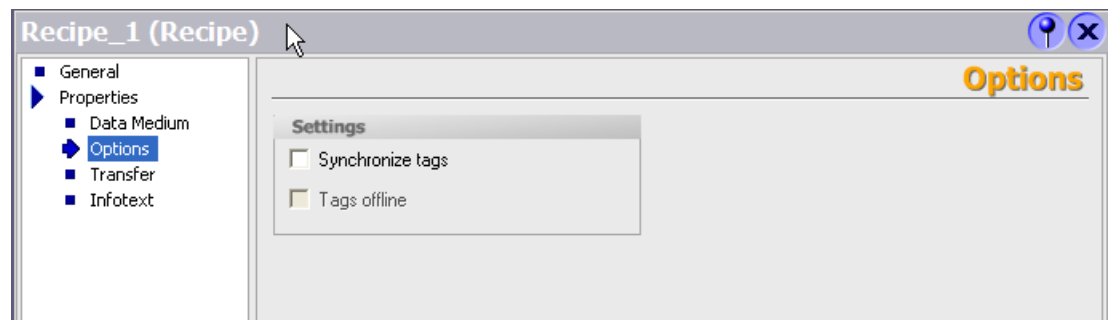 Recipe_1 (Recipe)
General
Properties
Data Medium
Options
Transfer
Infotext
Options
Settings
Synchronize tags
Tags offline